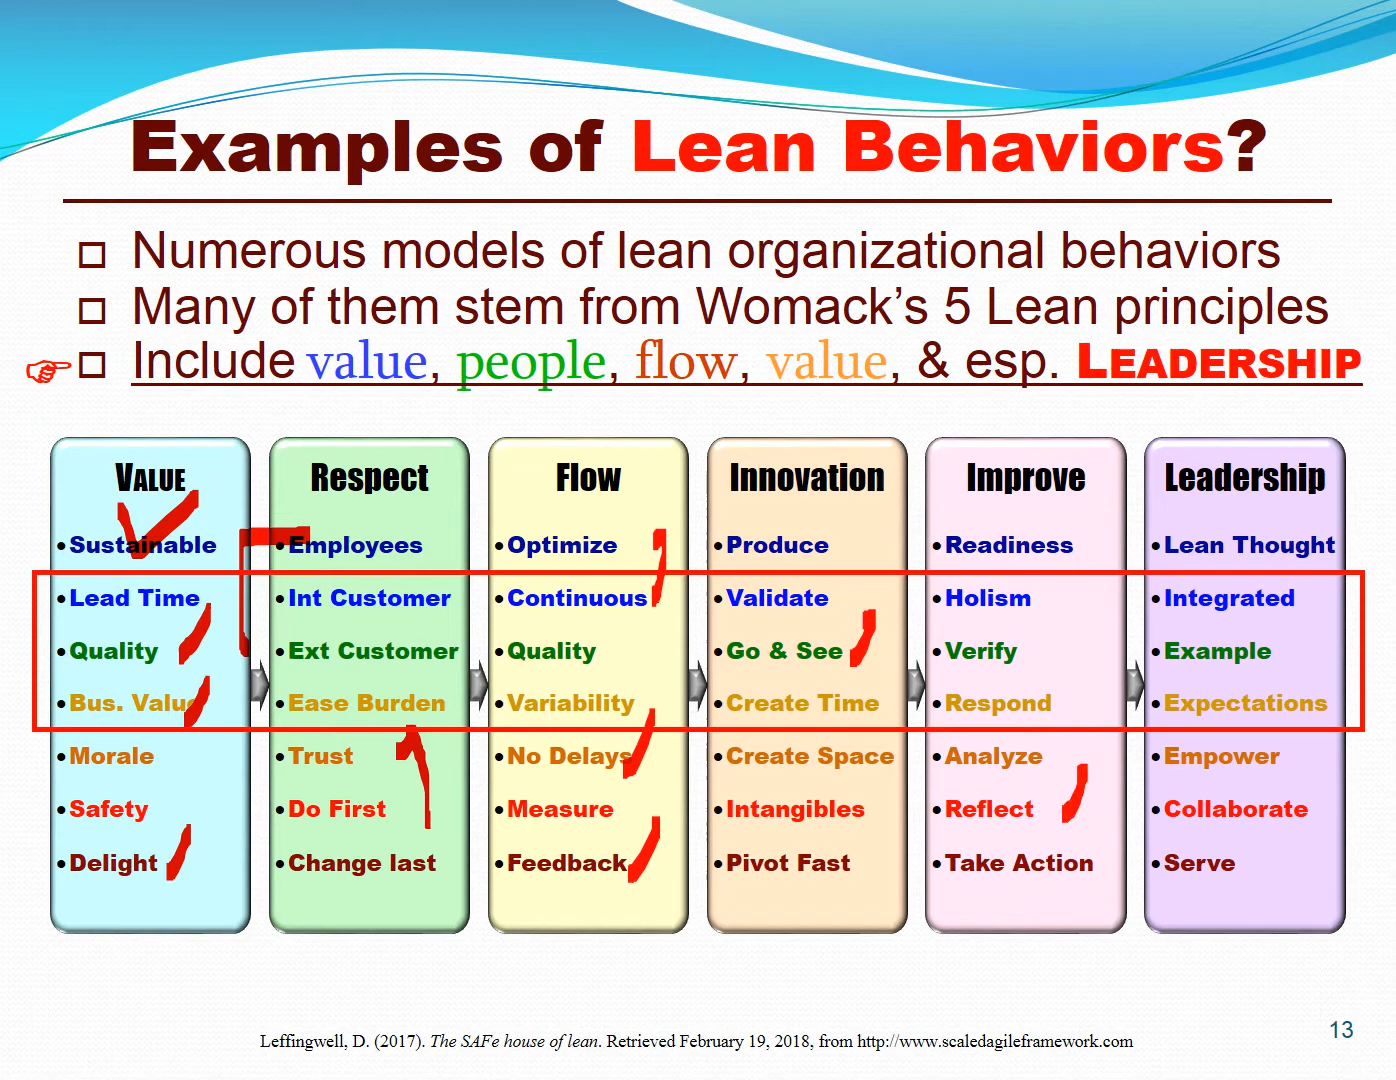 Examples of Lean Behaviors?
Numerous models of lean organizational behaviors
Many of them stem from Womack's 5 Lean principles
Include value, people, flow, value, & esp. LEADERSHIP
VALUE
•Sustainable
•Lead Time
•Quality
•Bus. Value
•Morale
•Safety
•Delight
Respect
•Employees
•Int Customer
•Ext Customer
•Ease Burden
•Trust
•Do First
•Change last
Flow
•Optimize
•Continuous
•Quality
•Variability
•No Delays
•Measure
•Feedback
Innovation
•Produce
•Validate
•Go & See
•Create Time
•Create Space
•Intangibles
•Pivot Fast
Improve
•Readiness
•Holism
•Verify
•Respond
•Analyze
•Reflect
•Take Action
Leadership
•Lean Thought
•Integrated
•Example
•Expectations
•Empower
•Collaborate
•Serve
Leffingwell, D. (2017). The SAFe house of lean. Retrieved February 19, 2018, from http://www.scaledagileframework.com
13